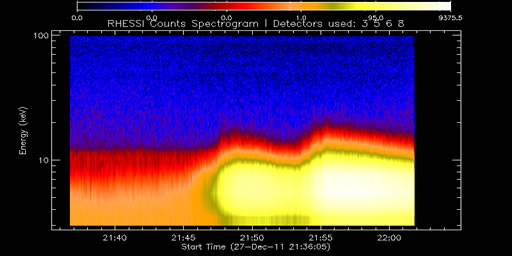 0.0 0.0 0.0 1.0 95.0 9375.5
RHESSI Counts Spectrogram | Detectors used: 3 5 6 8
100
Energy (keV)
10
21:40 21:45 21:50 21:55 22:00
Start Time (27-Dec-11 21:36:05)